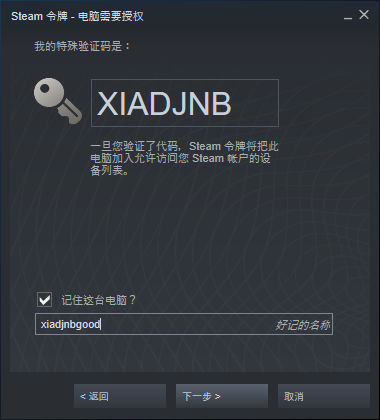 Steam 令牌 - 电脑需要授权
我的特殊验证码是：
XIADJNB
一旦您验证了代码, Steam 令牌将把此
电脑加入允许访问您 Steam 帐户的设
备列表。
记住这台电脑？
xiadjnbgood 好记的名称
< 返回 下一步 > 取消